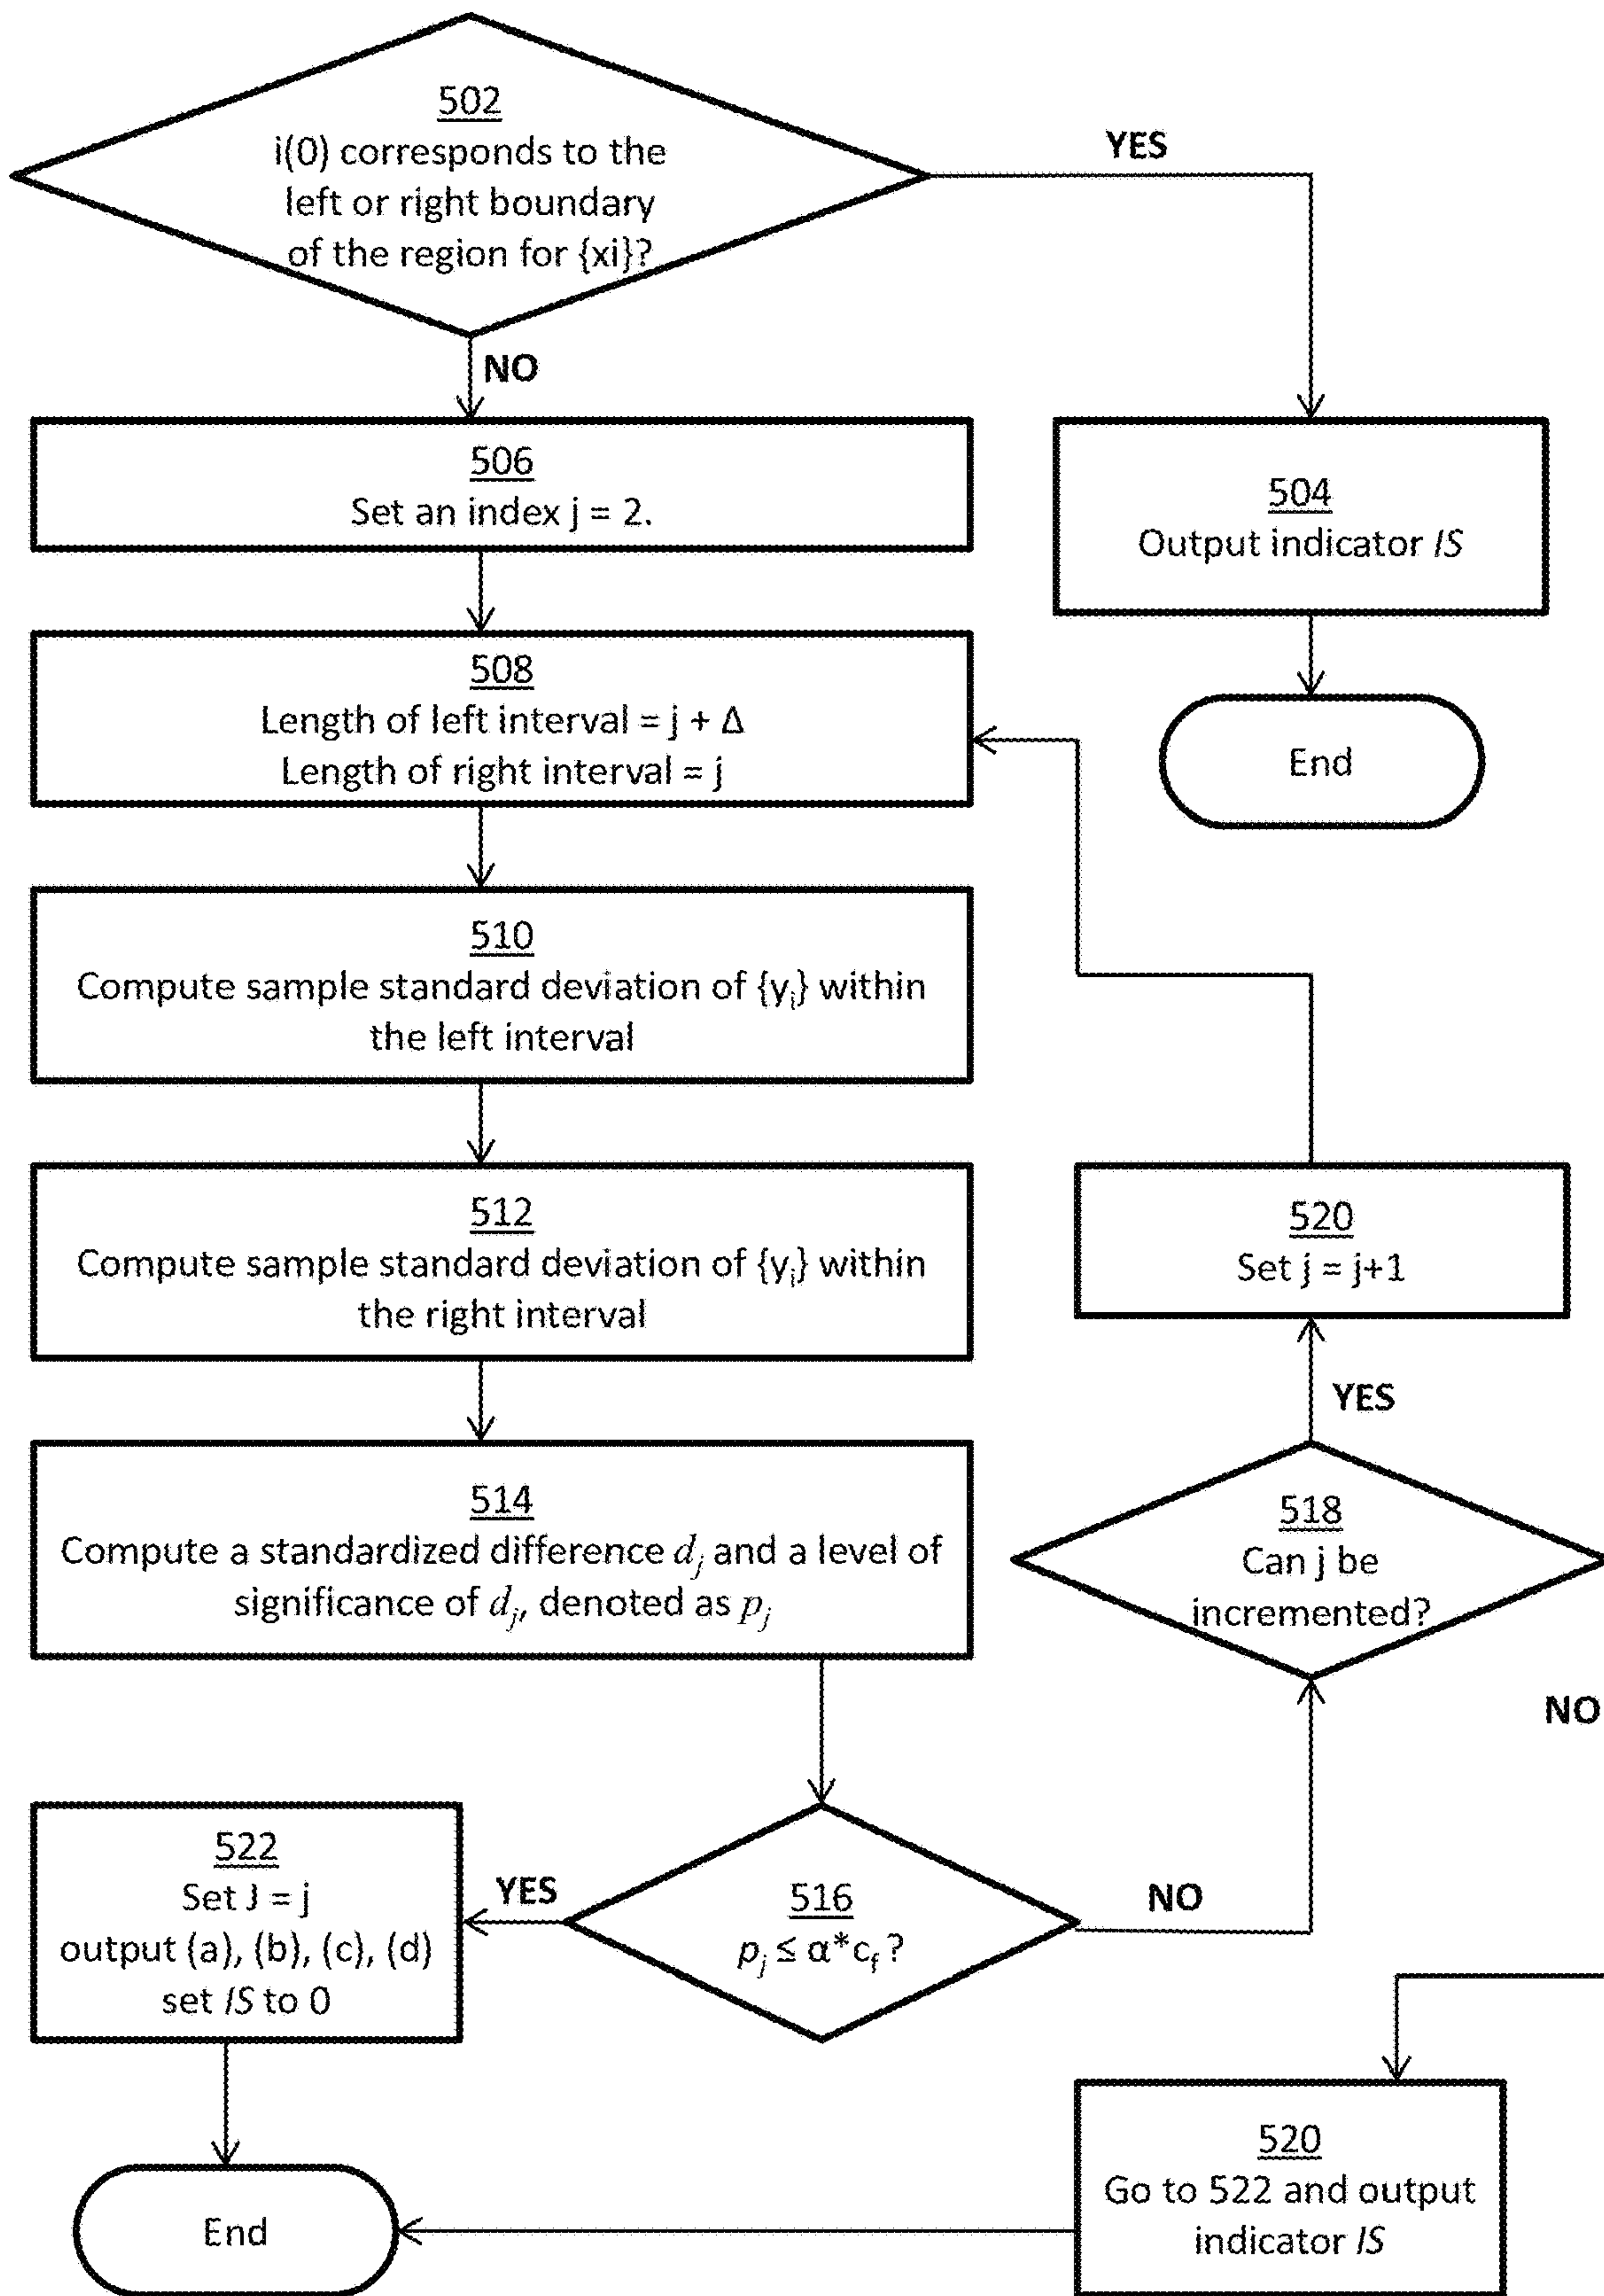 502
i(0) corresponds to the
left or right boundary
of the region for {xi}?
YES
NO
506
Set an index j = 2.
504
Output indicator IS
End
508
Length of left interval = j + Δ
Length of right interval = j
510
Compute sample standard deviation of {yᵢ} within
the left interval
512
Compute sample standard deviation of {yᵢ} within
the right interval
520
Set j = j+1
YES
514
Compute a standardized difference dⱼ and a level of
significance of dⱼ, denoted as pⱼ
518
Can j be
incremented?
NO
522
Set J = j
output (a), (b), (c), (d)
set IS to 0
YES
516
pⱼ ≤ α*c_f ?
NO
End
520
Go to 522 and output
indicator IS